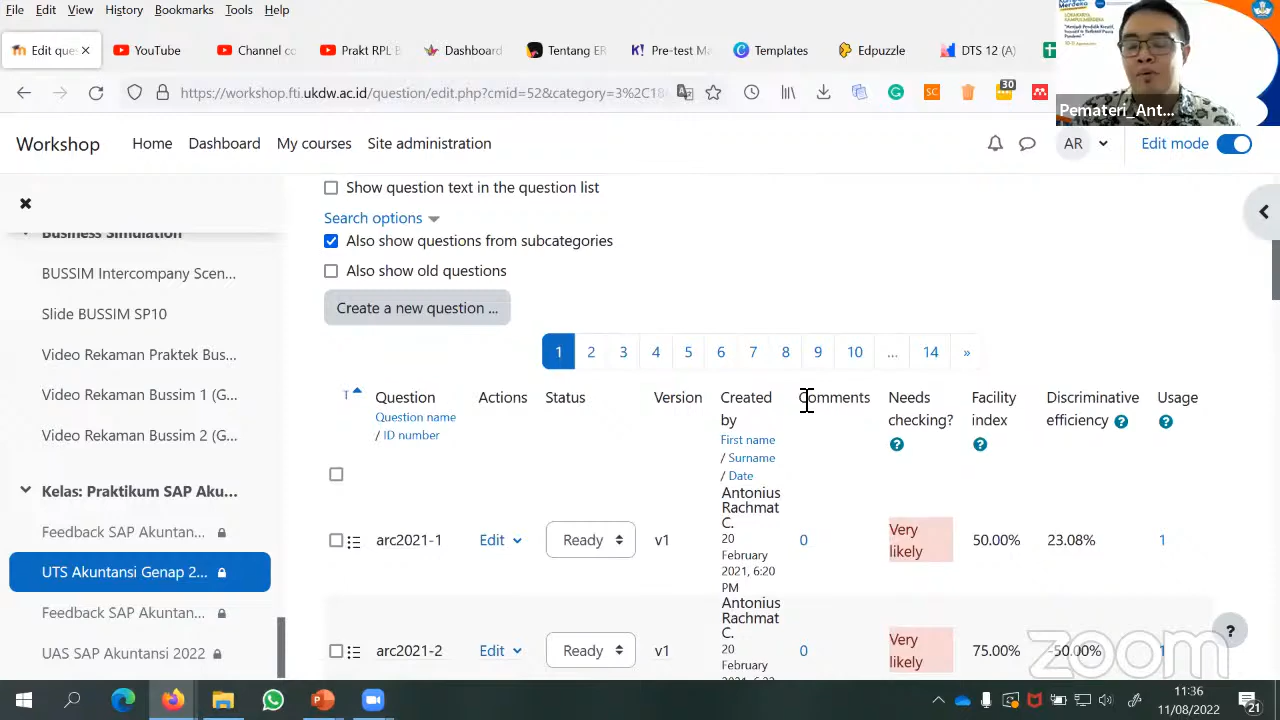 File Edit View History Bookmarks Tools Help
Edit que
YouTube
Channel c
Pra
Dashboard
Tentang ER
Pre-test Ma
Templates
Edpuzzle
DTS 12 (A)
https://workshop.fti.ukdw.ac.id/question/edit.php?cmid=52&category=3%2C18
30
SC
Pemateri_Ant...
Workshop Home Dashboard My courses Site administration
AR
Edit mode
Business Simulation
BUSSIM Intercompany Scen...
Slide BUSSIM SP10
Video Rekaman Praktek Bus...
Video Rekaman Bussim 1 (G...
Video Rekaman Bussim 2 (G...
Kelas: Praktikum SAP Aku...
Feedback SAP Akuntan...
UTS Akuntansi Genap 2...
Feedback SAP Akuntan...
UAS SAP Akuntansi 2022
Show question text in the question list
Search options
Also show questions from subcategories
Also show old questions
Create a new question ...
1 2 3 4 5 6 7 8 9 10 ... 14 »
T
Question
Question name
/ ID number
Actions
Status
Version
Created
by
First name
/ Surname
/ Date
Comments
Needs
checking?
Facility
index
Discriminative
efficiency
Usage
arc2021-1
Edit
Ready
v1
Antonius
Rachmat
C.
20
February
2021, 6:20
PM
0
Very
likely
50.00%
23.08%
1
arc2021-2
Edit
Ready
v1
Antonius
Rachmat
C.
20
February
0
Very
likely
75.00%
-50.00%
1
?
zoom
11:36
11/08/2022
21